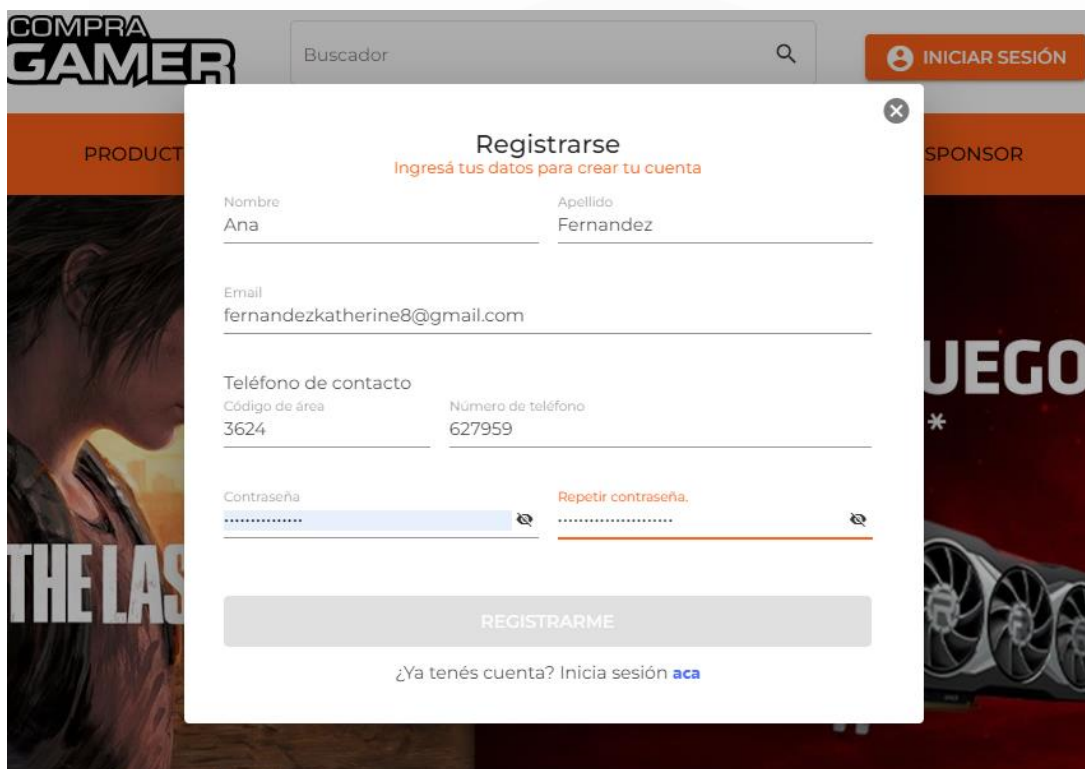 COMPRA
GAMER
Buscador
INICIAR SESIÓN
PRODUCT
SPONSOR
Registrarse
Ingresá tus datos para crear tu cuenta
Nombre
Apellido
Ana
Fernandez
Email
fernandezkatherine8@gmail.com
Teléfono de contacto
Código de área
Número de teléfono
3624
627959
Contraseña
Repetir contraseña.
REGISTRARME
¿Ya tenés cuenta? Inicia sesión aca
THE LAS
UEGO
*